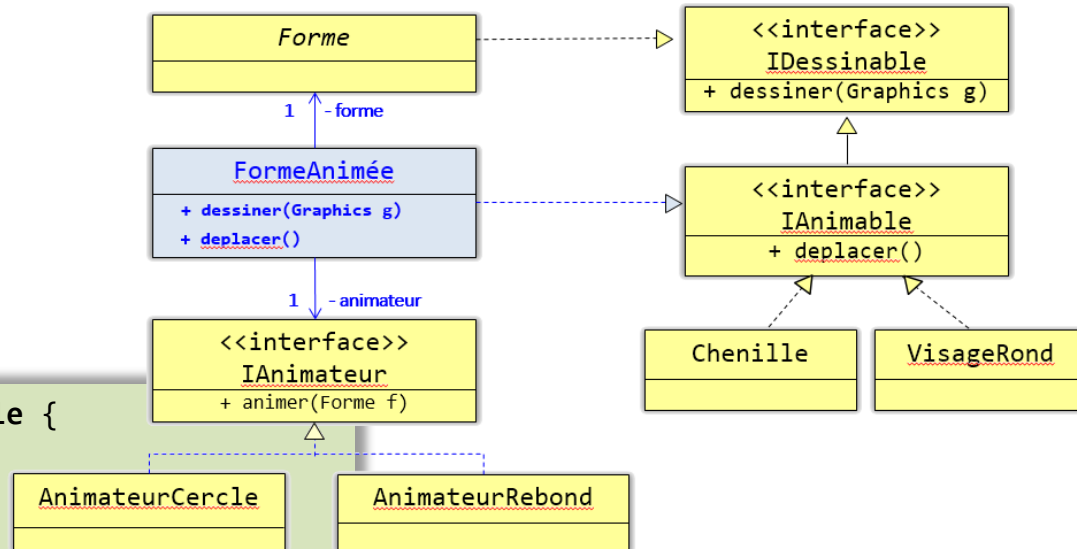 Forme
<<interface>>
IDessinable
+ dessiner(Graphics g)
1 - forme
FormeAnimée
+ dessiner(Graphics g)
+ deplacer()
<<interface>>
IAnimable
+ deplacer()
1 - animateur
<<interface>>
IAnimateur
+ animer(Forme f)
Chenille
VisageRond
{
AnimateurCercle
AnimateurRebond